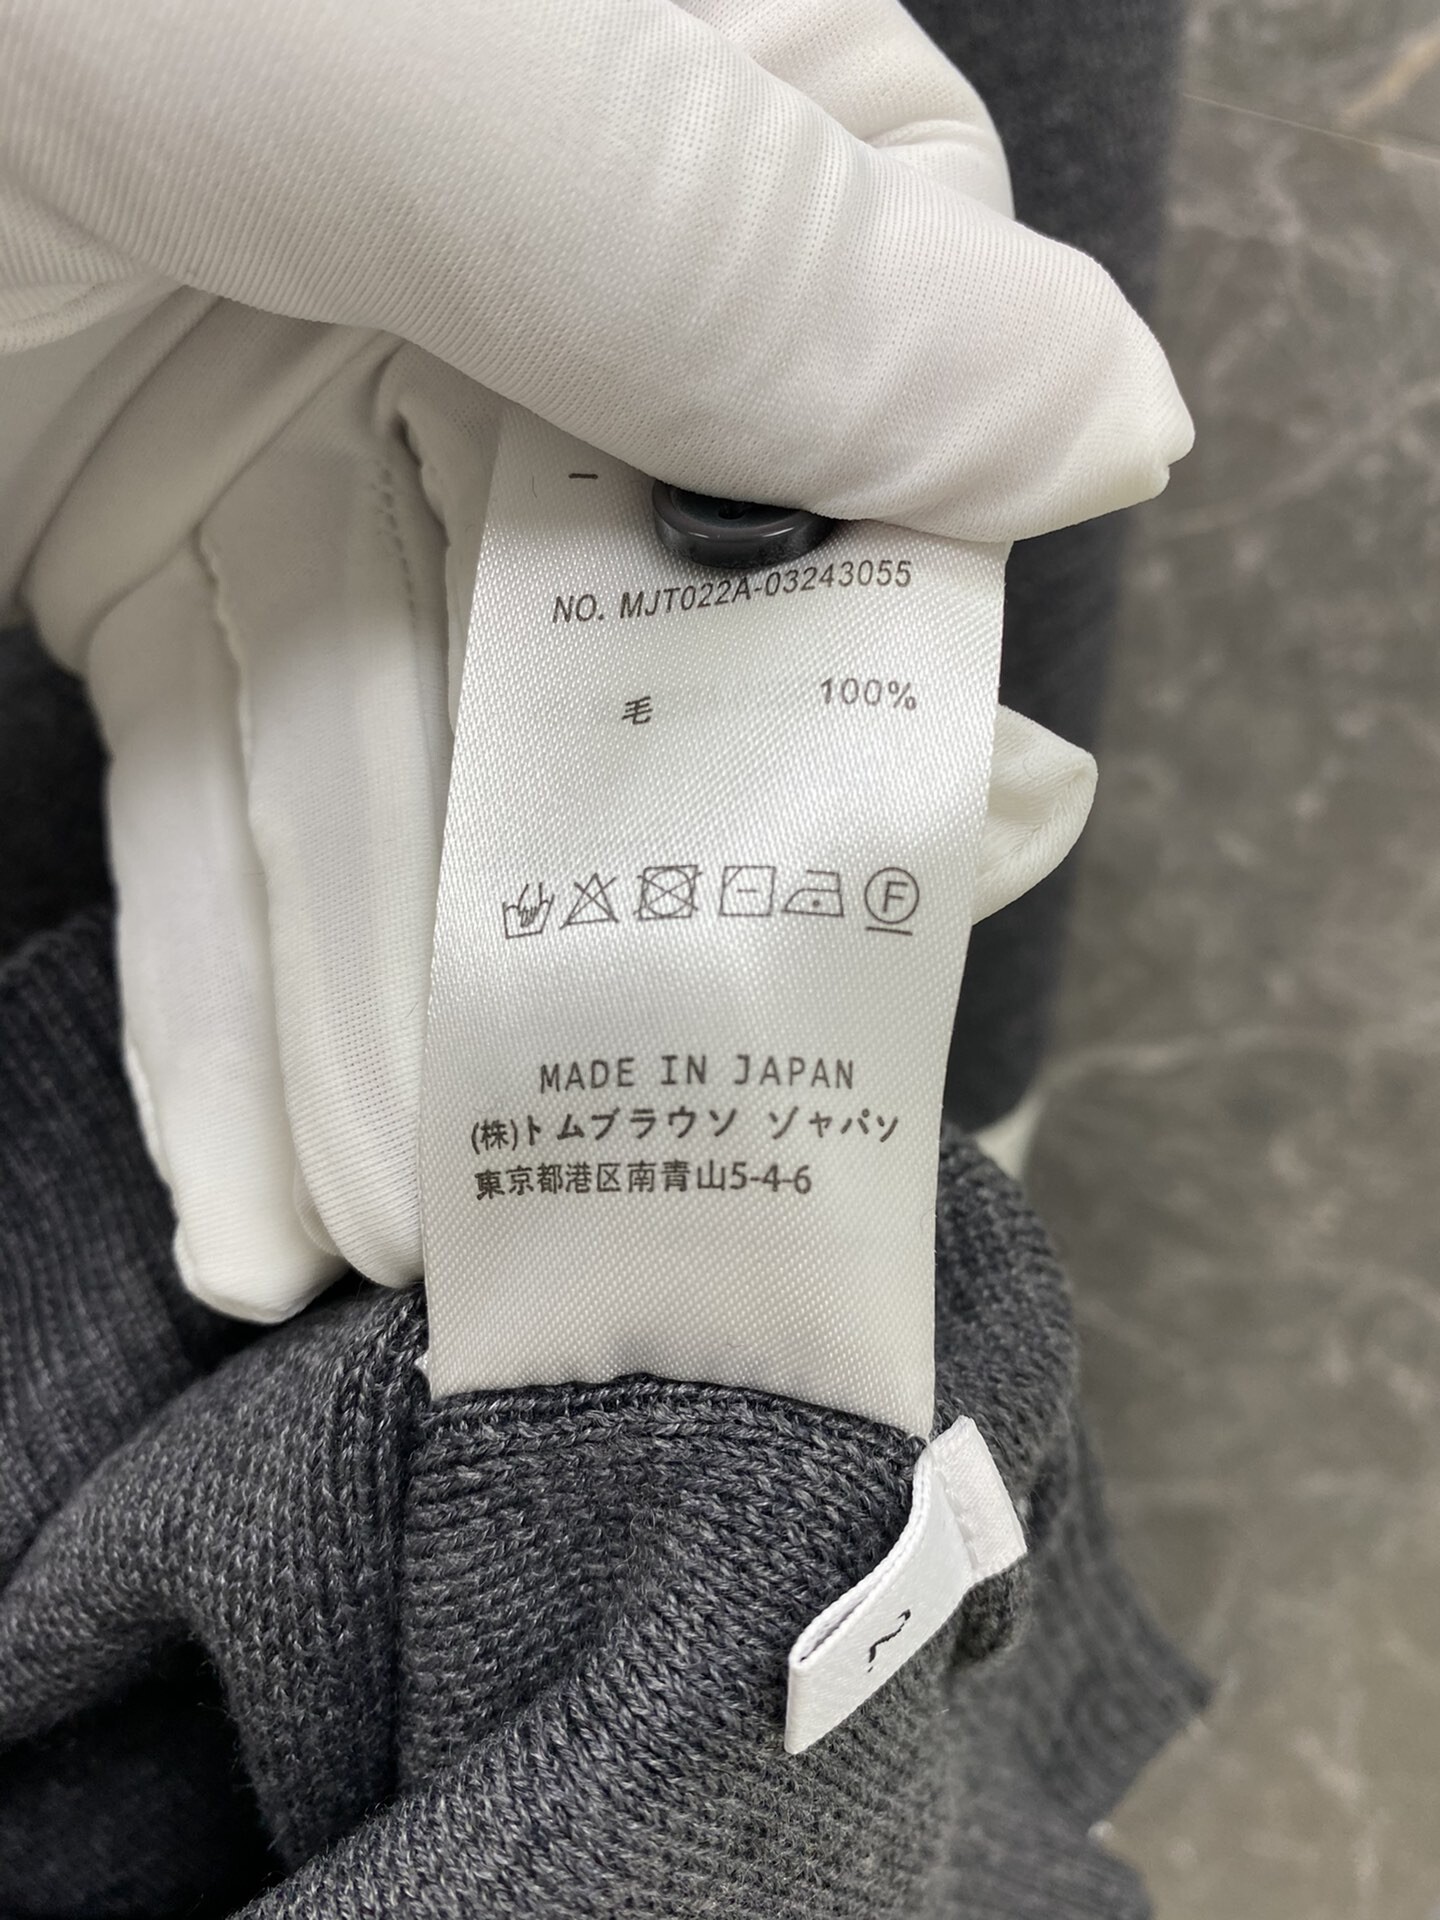 NO. MJT022A-03243055
毛 100%
F
MADE IN JAPAN
(株)トムブラウソ ゾャパソ
東京都港区南青山5-4-6